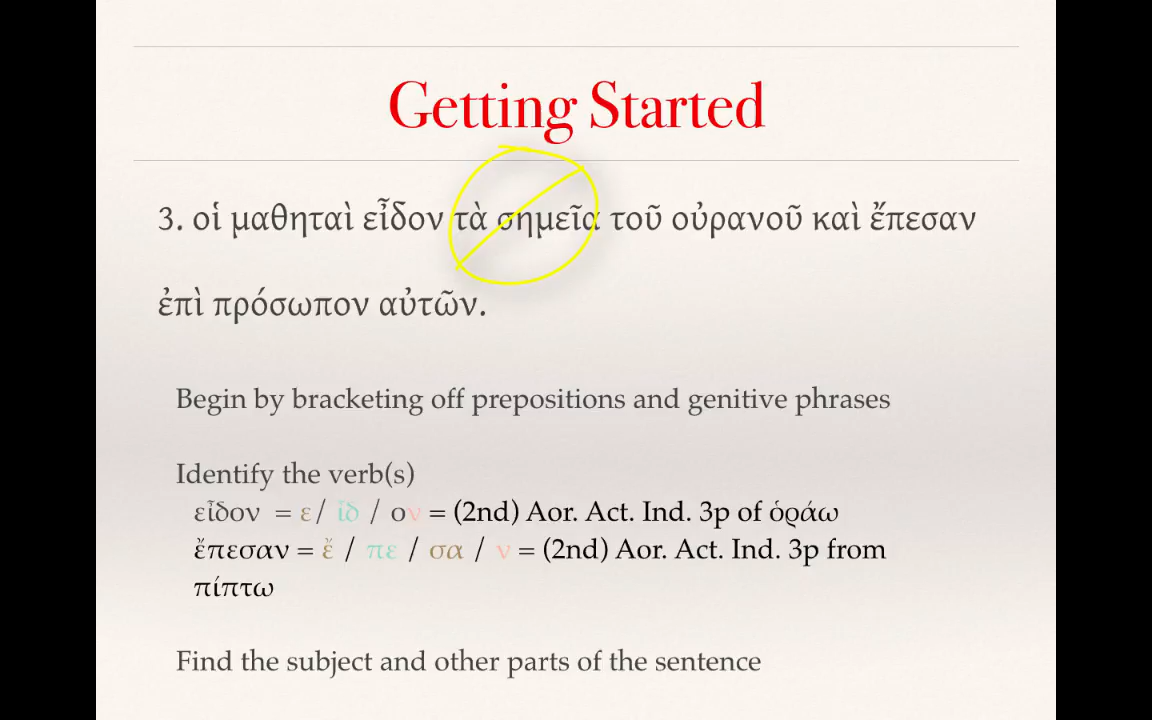 Getting Started
3. οἱ μαθηταὶ εἶδον τὰ σημεῖα τοῦ οὐρανοῦ καὶ ἔπεσαν
ἐπὶ πρόσωπον αὐτῶν.
Begin by bracketing off prepositions and genitive phrases
Identify the verb(s)
εἶδον = ε/ ἰδ / ον = (2nd) Aor. Act. Ind. 3p of ὁράω
ἔπεσαν = ἔ / πε / σα / ν = (2nd) Aor. Act. Ind. 3p from
πίπτω
Find the subject and other parts of the sentence